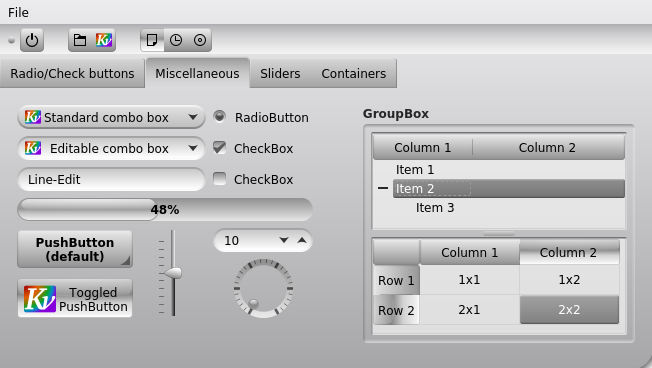 File
Radio/Check buttons
Miscellaneous
Sliders
Containers
Standard combo box
RadioButton
Editable combo box
CheckBox
Line-Edit
CheckBox
48%
PushButton
(default)
10
Toggled
PushButton
GroupBox
Column 1
Column 2
Item 1
Item 2
Item 3
Column 1
Column 2
Row 1
1x1
1x2
Row 2
2x1
2x2